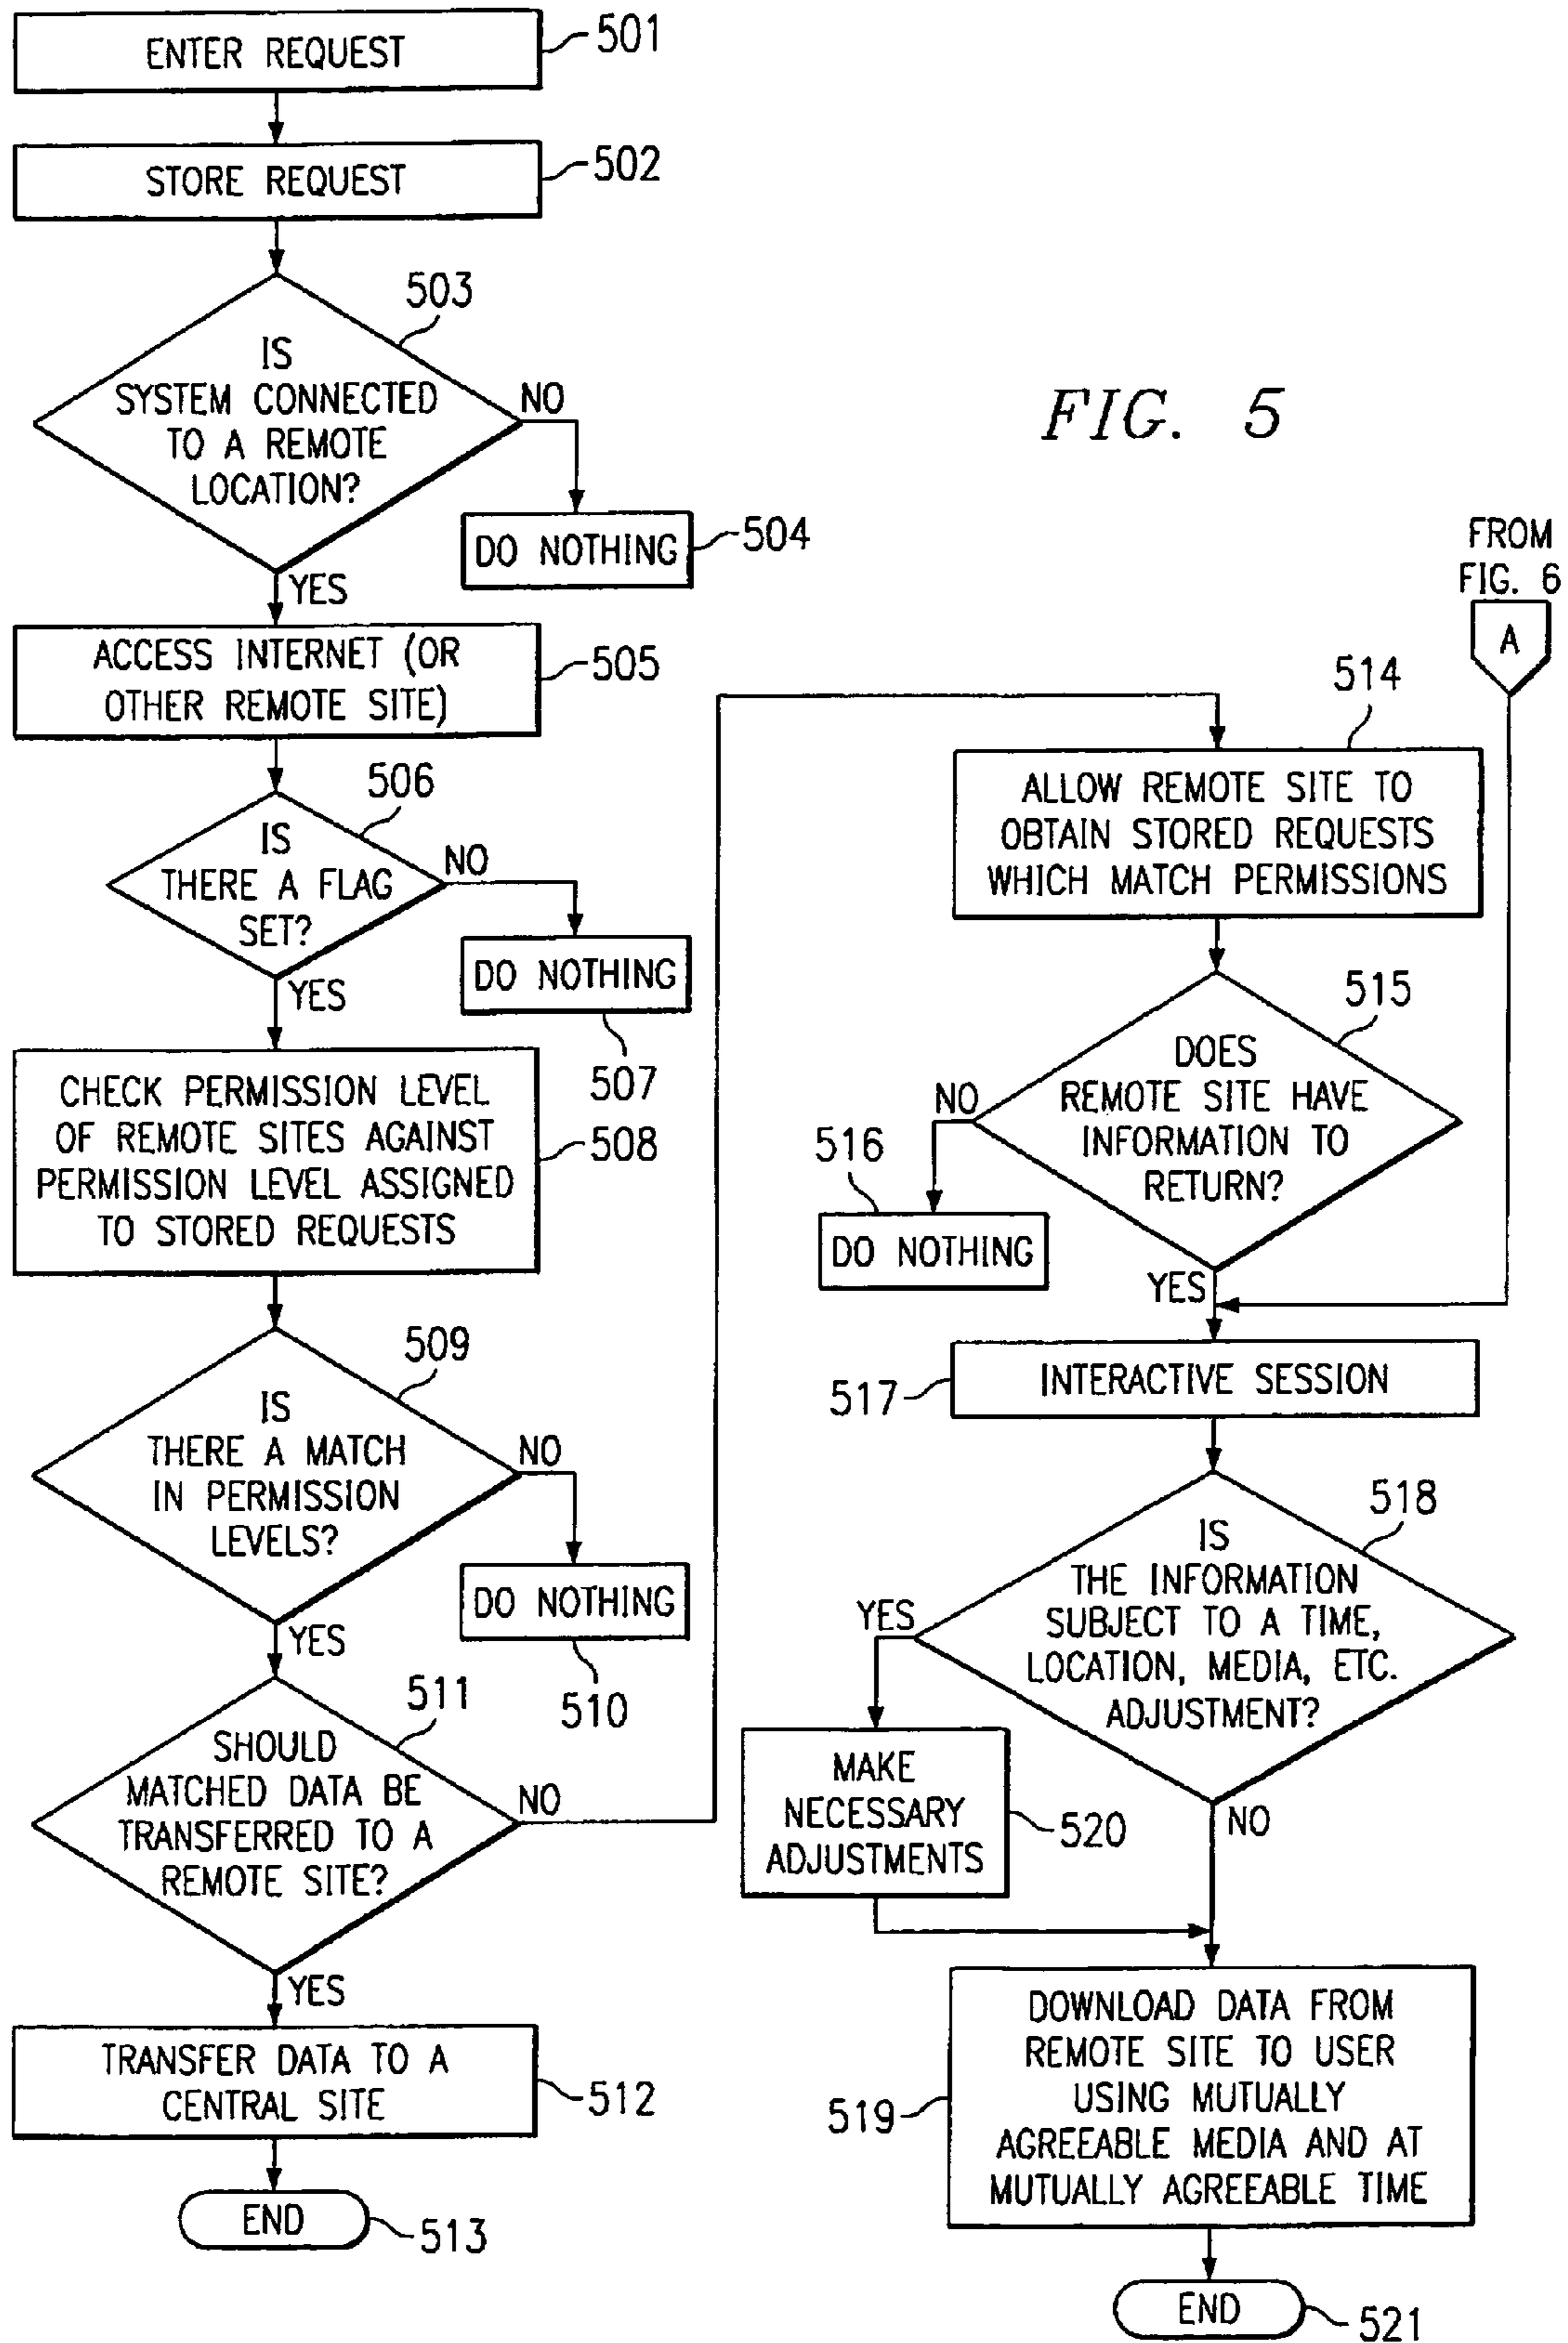 ENTER REQUEST
501
STORE REQUEST
502
503
IS
SYSTEM CONNECTED
TO A REMOTE
LOCATION?
NO
DO NOTHING
504
YES
ACCESS INTERNET (OR
OTHER REMOTE SITE)
505
506
IS
THERE A FLAG
SET?
NO
DO NOTHING
507
YES
CHECK PERMISSION LEVEL
OF REMOTE SITES AGAINST
PERMISSION LEVEL ASSIGNED
TO STORED REQUESTS
508
509
IS
THERE A MATCH
IN PERMISSION
LEVELS?
NO
DO NOTHING
510
YES
511
SHOULD
MATCHED DATA BE
TRANSFERRED TO A
REMOTE SITE?
NO
YES
TRANSFER DATA TO A
CENTRAL SITE
512
END
513
FIG. 5
FROM
FIG. 6
A
514
ALLOW REMOTE SITE TO
OBTAIN STORED REQUESTS
WHICH MATCH PERMISSIONS
515
DOES
REMOTE SITE HAVE
INFORMATION TO
RETURN?
NO
516
DO NOTHING
YES
INTERACTIVE SESSION
517
518
IS
THE INFORMATION
SUBJECT TO A TIME,
LOCATION, MEDIA, ETC.
ADJUSTMENT?
YES
MAKE
NECESSARY
ADJUSTMENTS
520
NO
DOWNLOAD DATA FROM
REMOTE SITE TO USER
USING MUTUALLY
AGREEABLE MEDIA AND AT
MUTUALLY AGREEABLE TIME
519
END
521